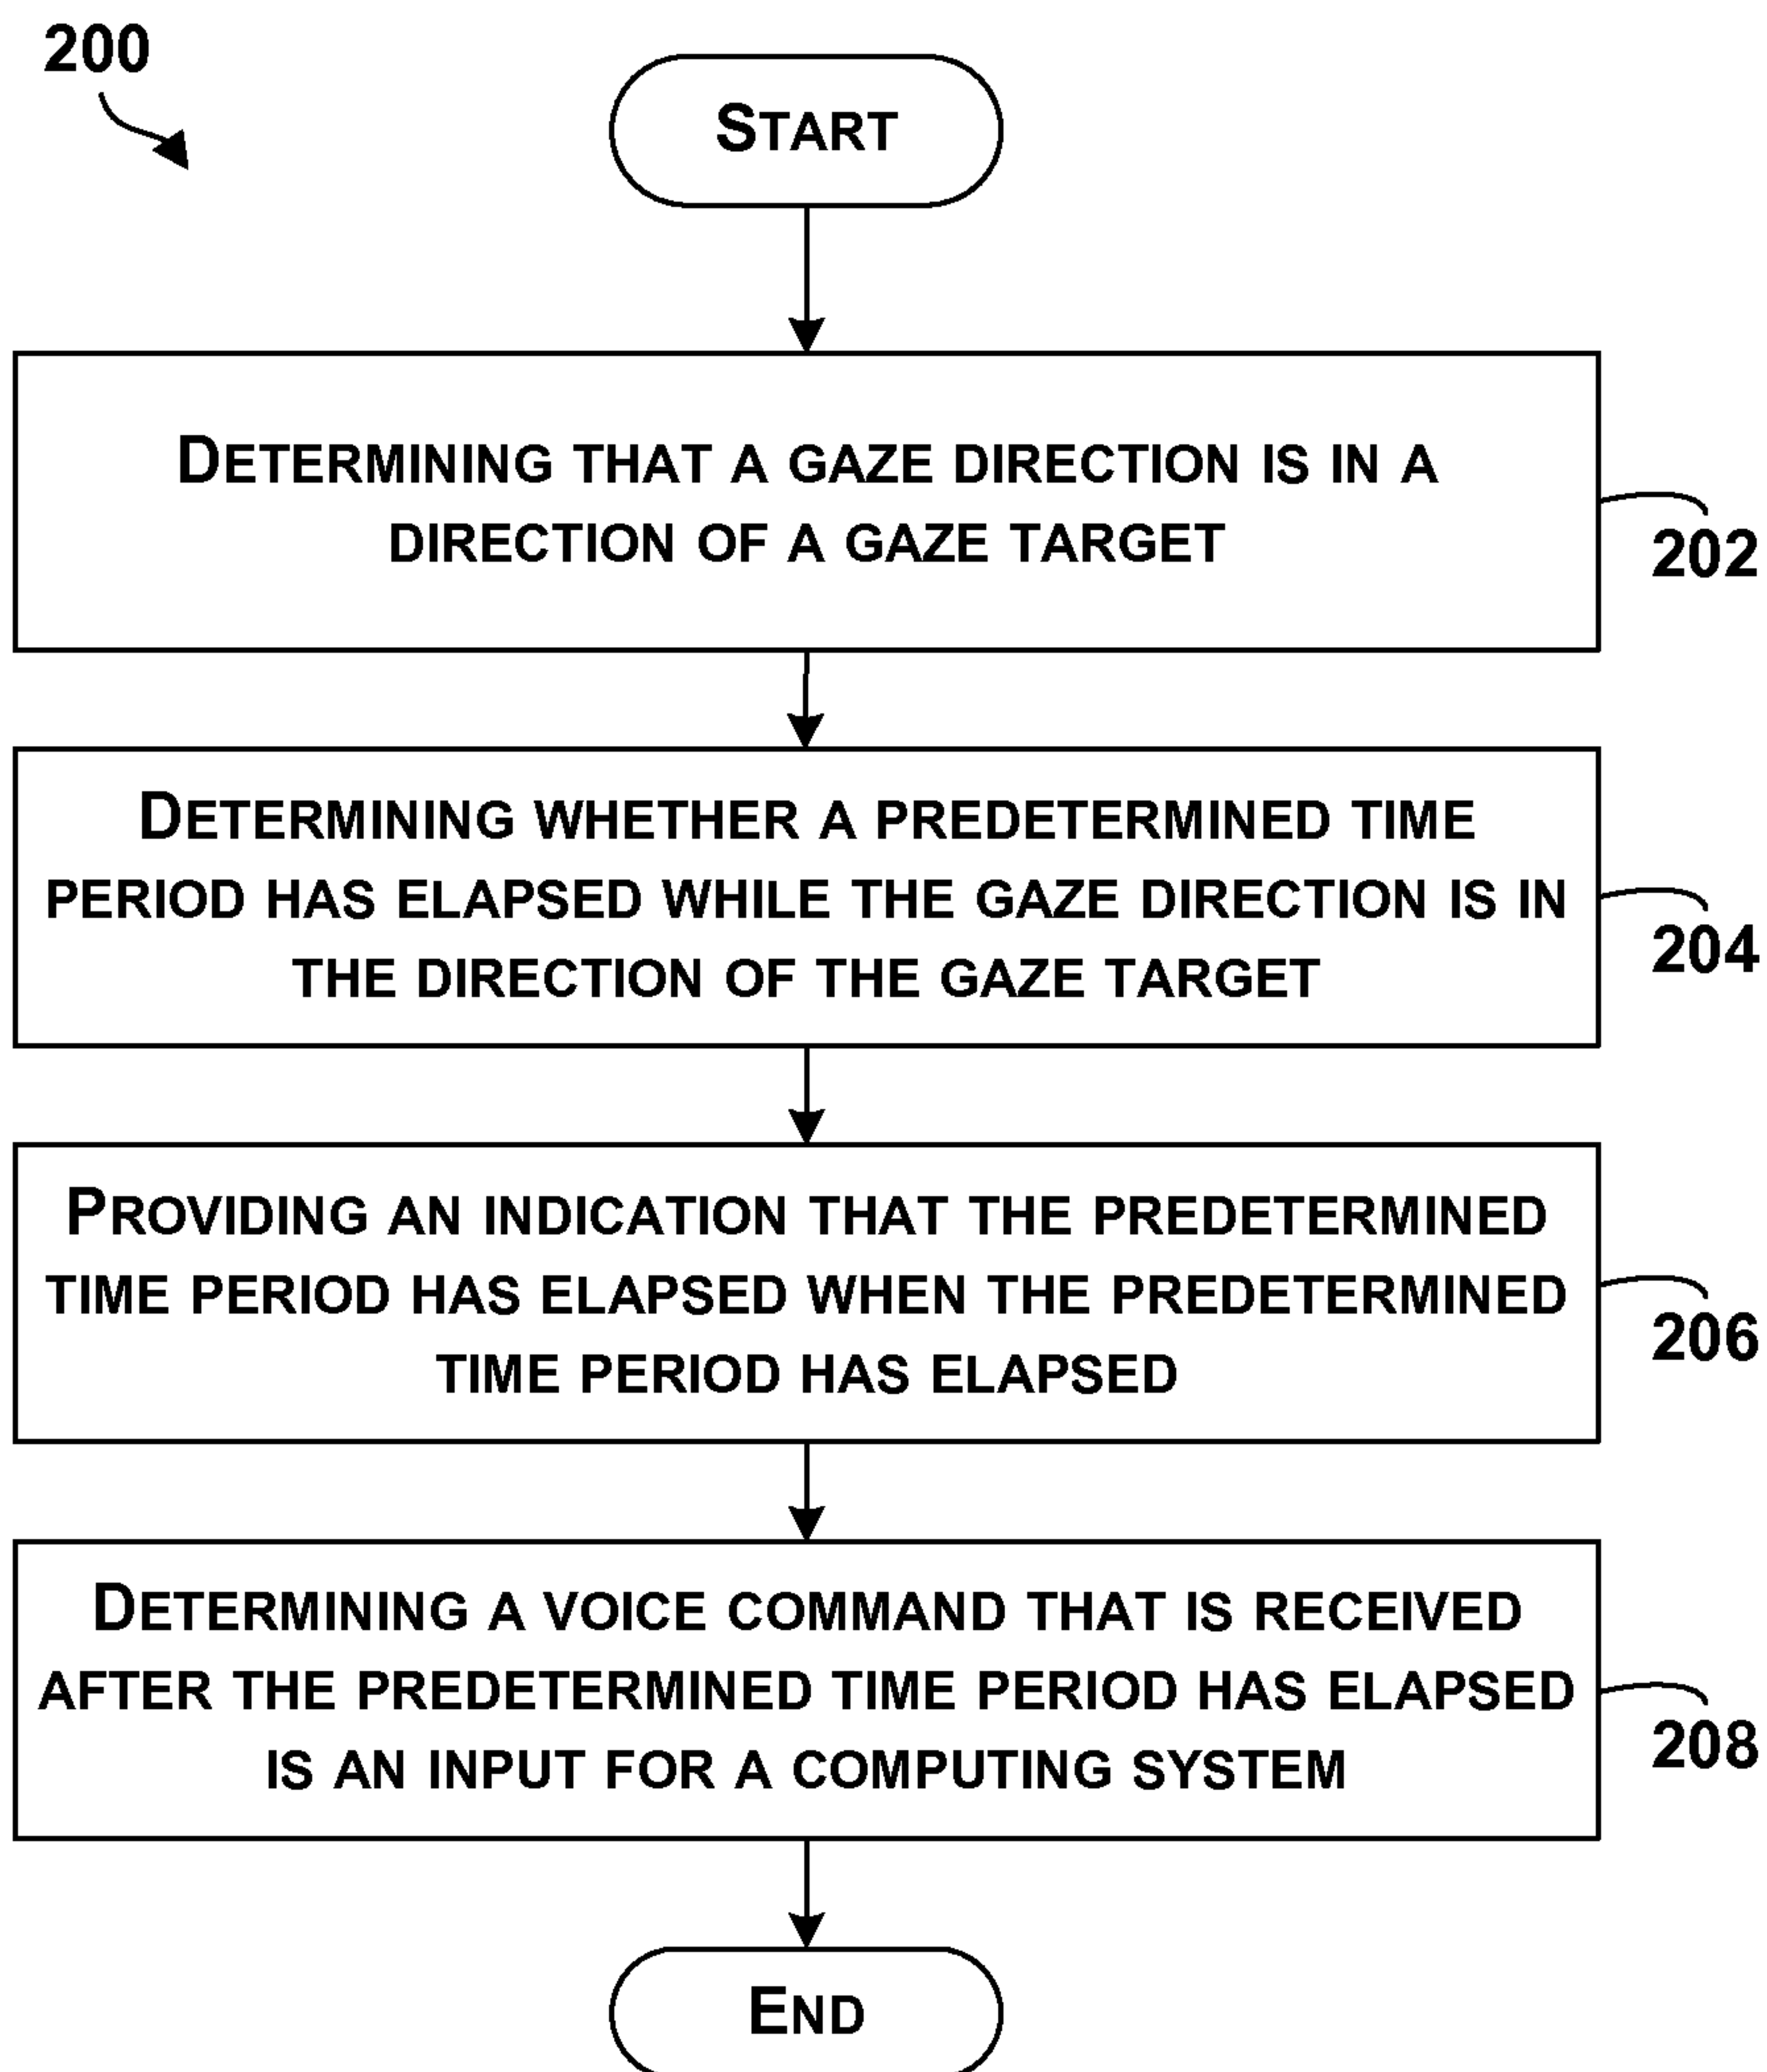 200
START
DETERMINING THAT A GAZE DIRECTION IS IN A
DIRECTION OF A GAZE TARGET
202
DETERMINING WHETHER A PREDETERMINED TIME
PERIOD HAS ELAPSED WHILE THE GAZE DIRECTION IS IN
THE DIRECTION OF THE GAZE TARGET
204
PROVIDING AN INDICATION THAT THE PREDETERMINED
TIME PERIOD HAS ELAPSED WHEN THE PREDETERMINED
TIME PERIOD HAS ELAPSED
206
DETERMINING A VOICE COMMAND THAT IS RECEIVED
AFTER THE PREDETERMINED TIME PERIOD HAS ELAPSED
IS AN INPUT FOR A COMPUTING SYSTEM
208
END